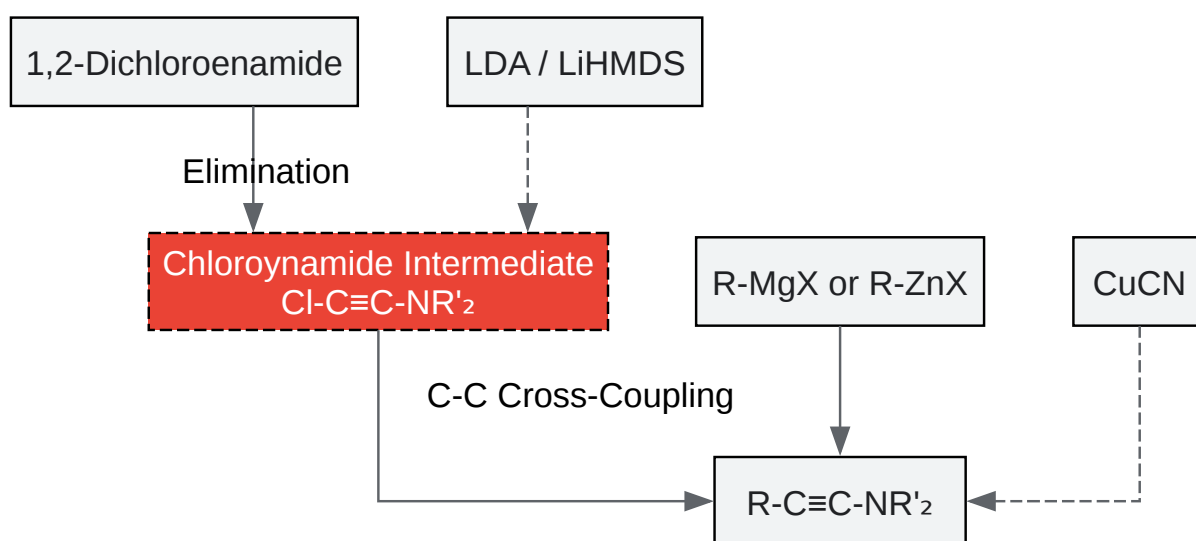 1,2-Dichloroenamide
LDA / LiHMDS
Elimination
Chloroynamide Intermediate
Cl-C≡C-NR'₂
R-MgX or R-ZnX
CuCN
C-C Cross-Coupling
R-C≡C-NR'₂